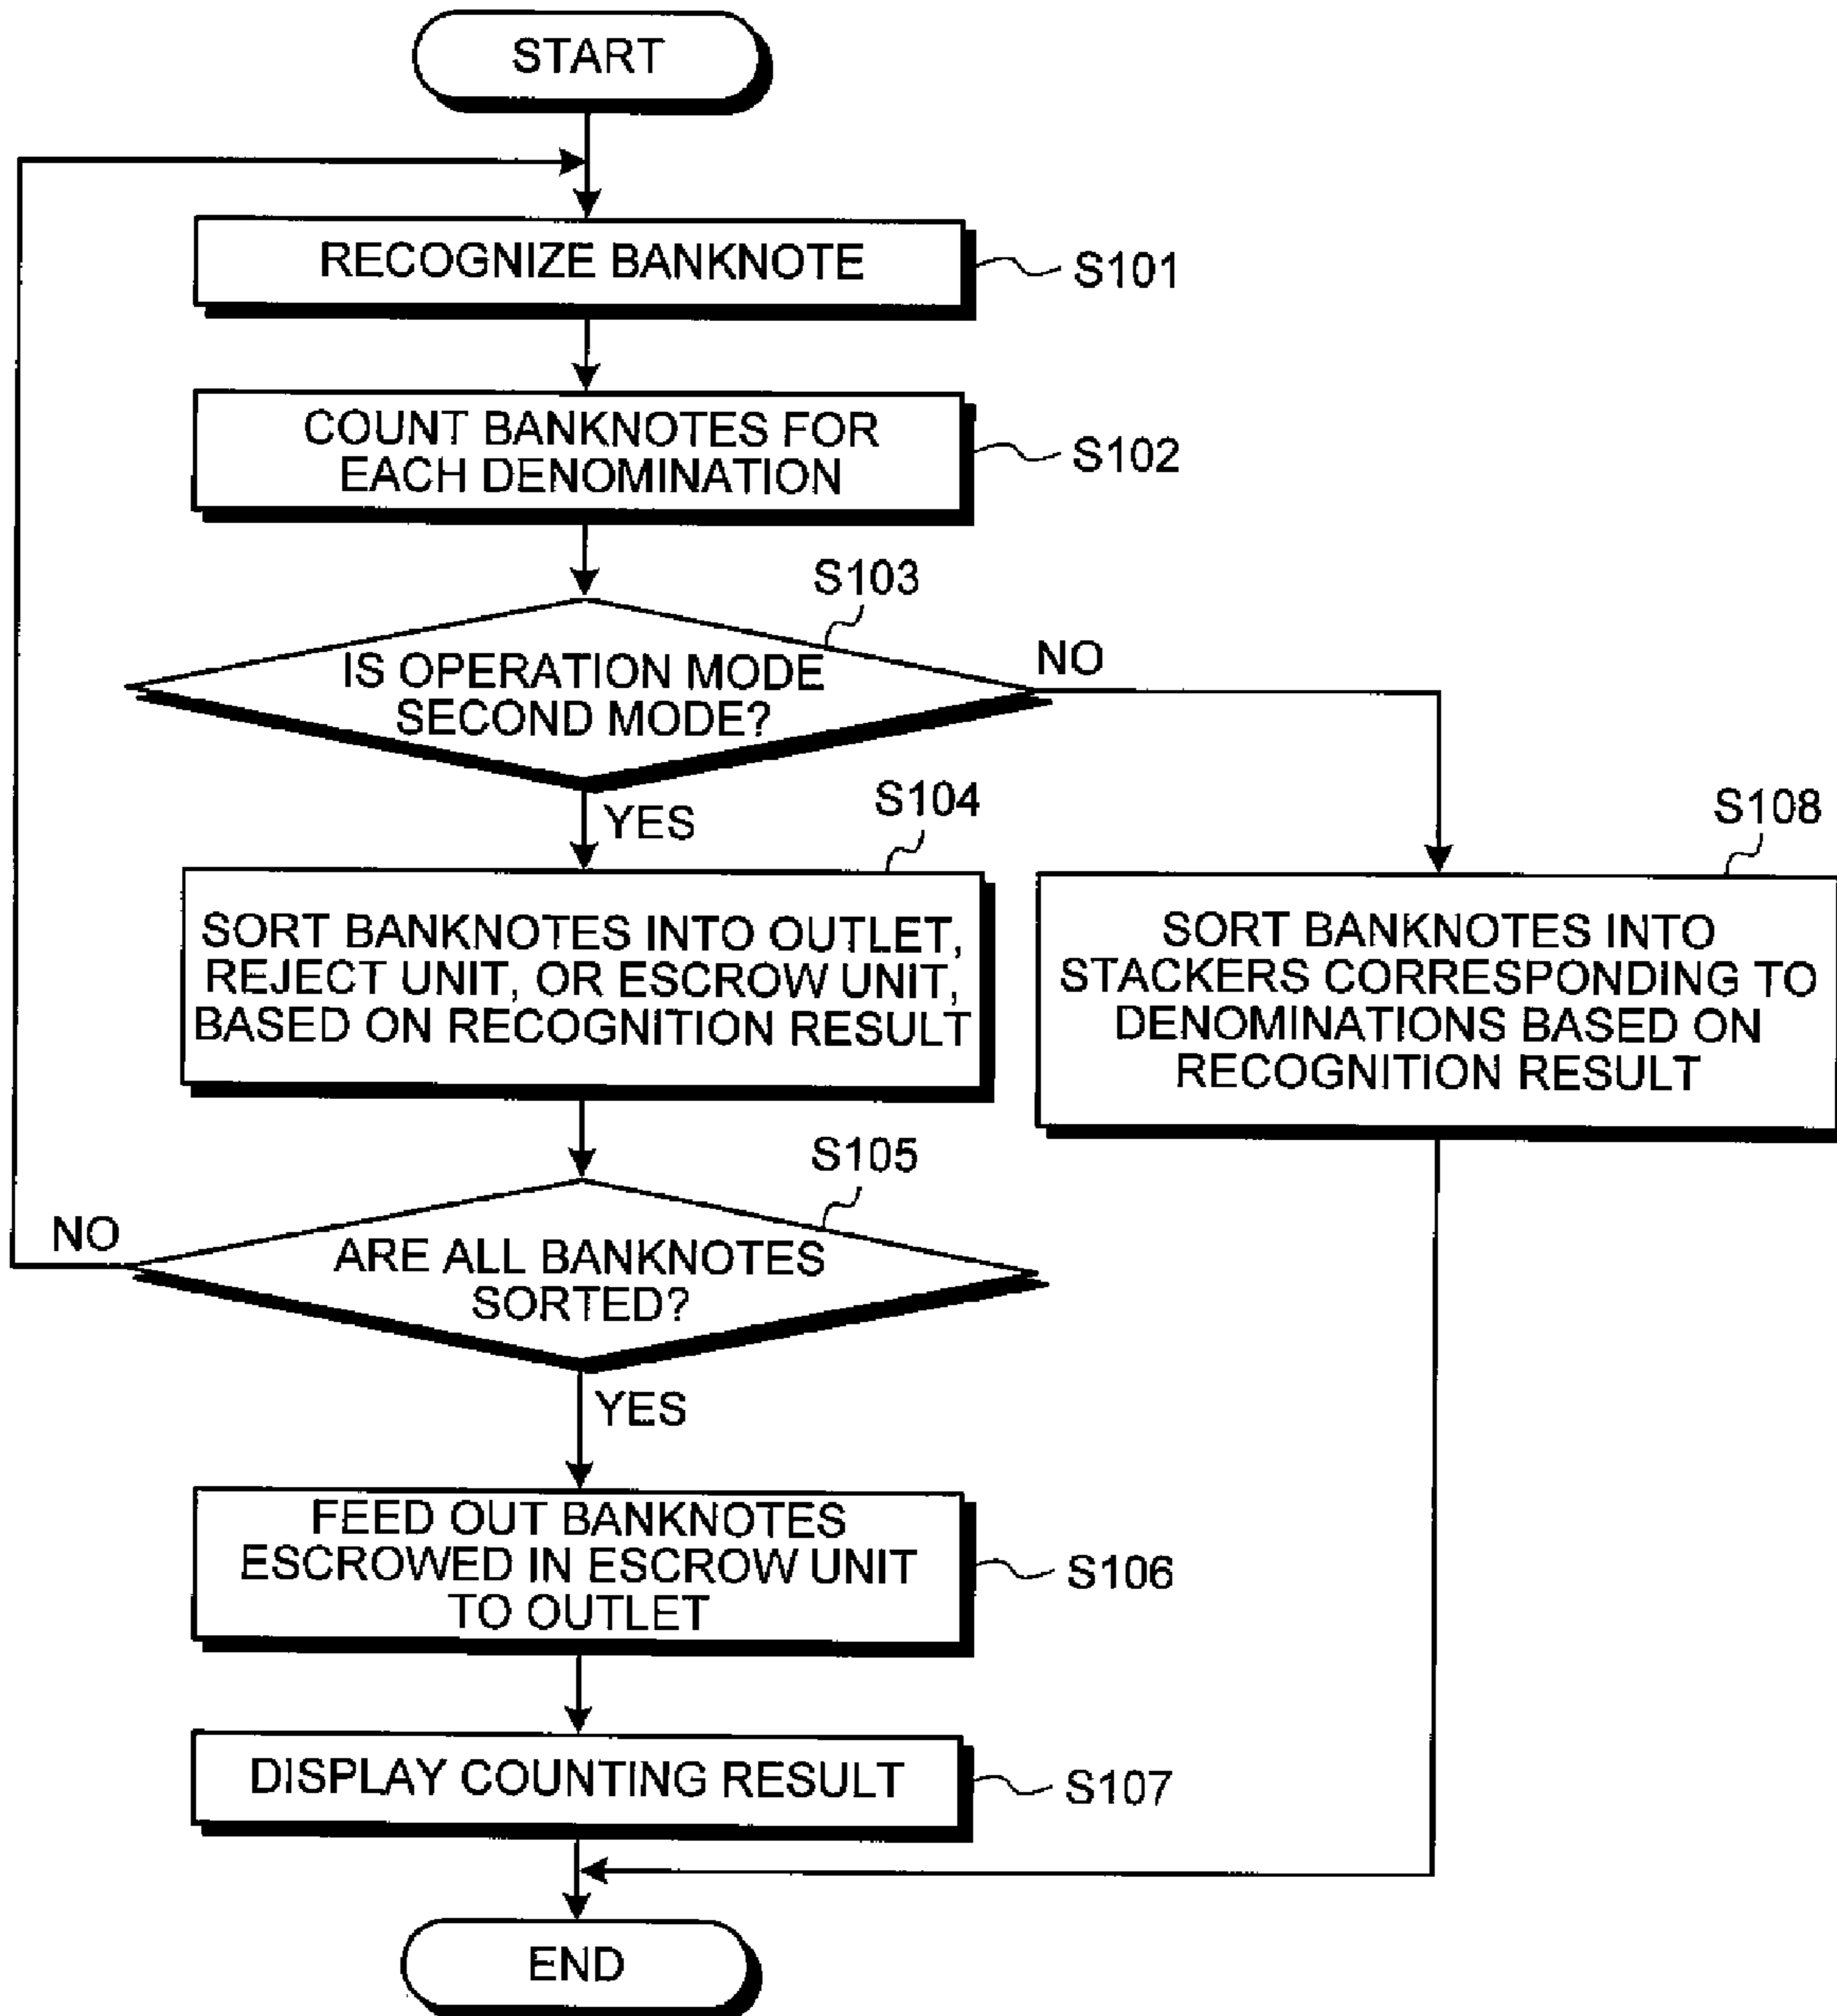 START
RECOGNIZE BANKNOTE
S101
COUNT BANKNOTES FOR
EACH DENOMINATION
S102
S103
IS OPERATION MODE
SECOND MODE?
NO
YES
S104
SORT BANKNOTES INTO OUTLET,
REJECT UNIT, OR ESCROW UNIT,
BASED ON RECOGNITION RESULT
S108
SORT BANKNOTES INTO
STACKERS CORRESPONDING TO
DENOMINATIONS BASED ON
RECOGNITION RESULT
S105
ARE ALL BANKNOTES
SORTED?
NO
YES
FEED OUT BANKNOTES
ESCROWED IN ESCROW UNIT
TO OUTLET
S106
DISPLAY COUNTING RESULT
S107
END